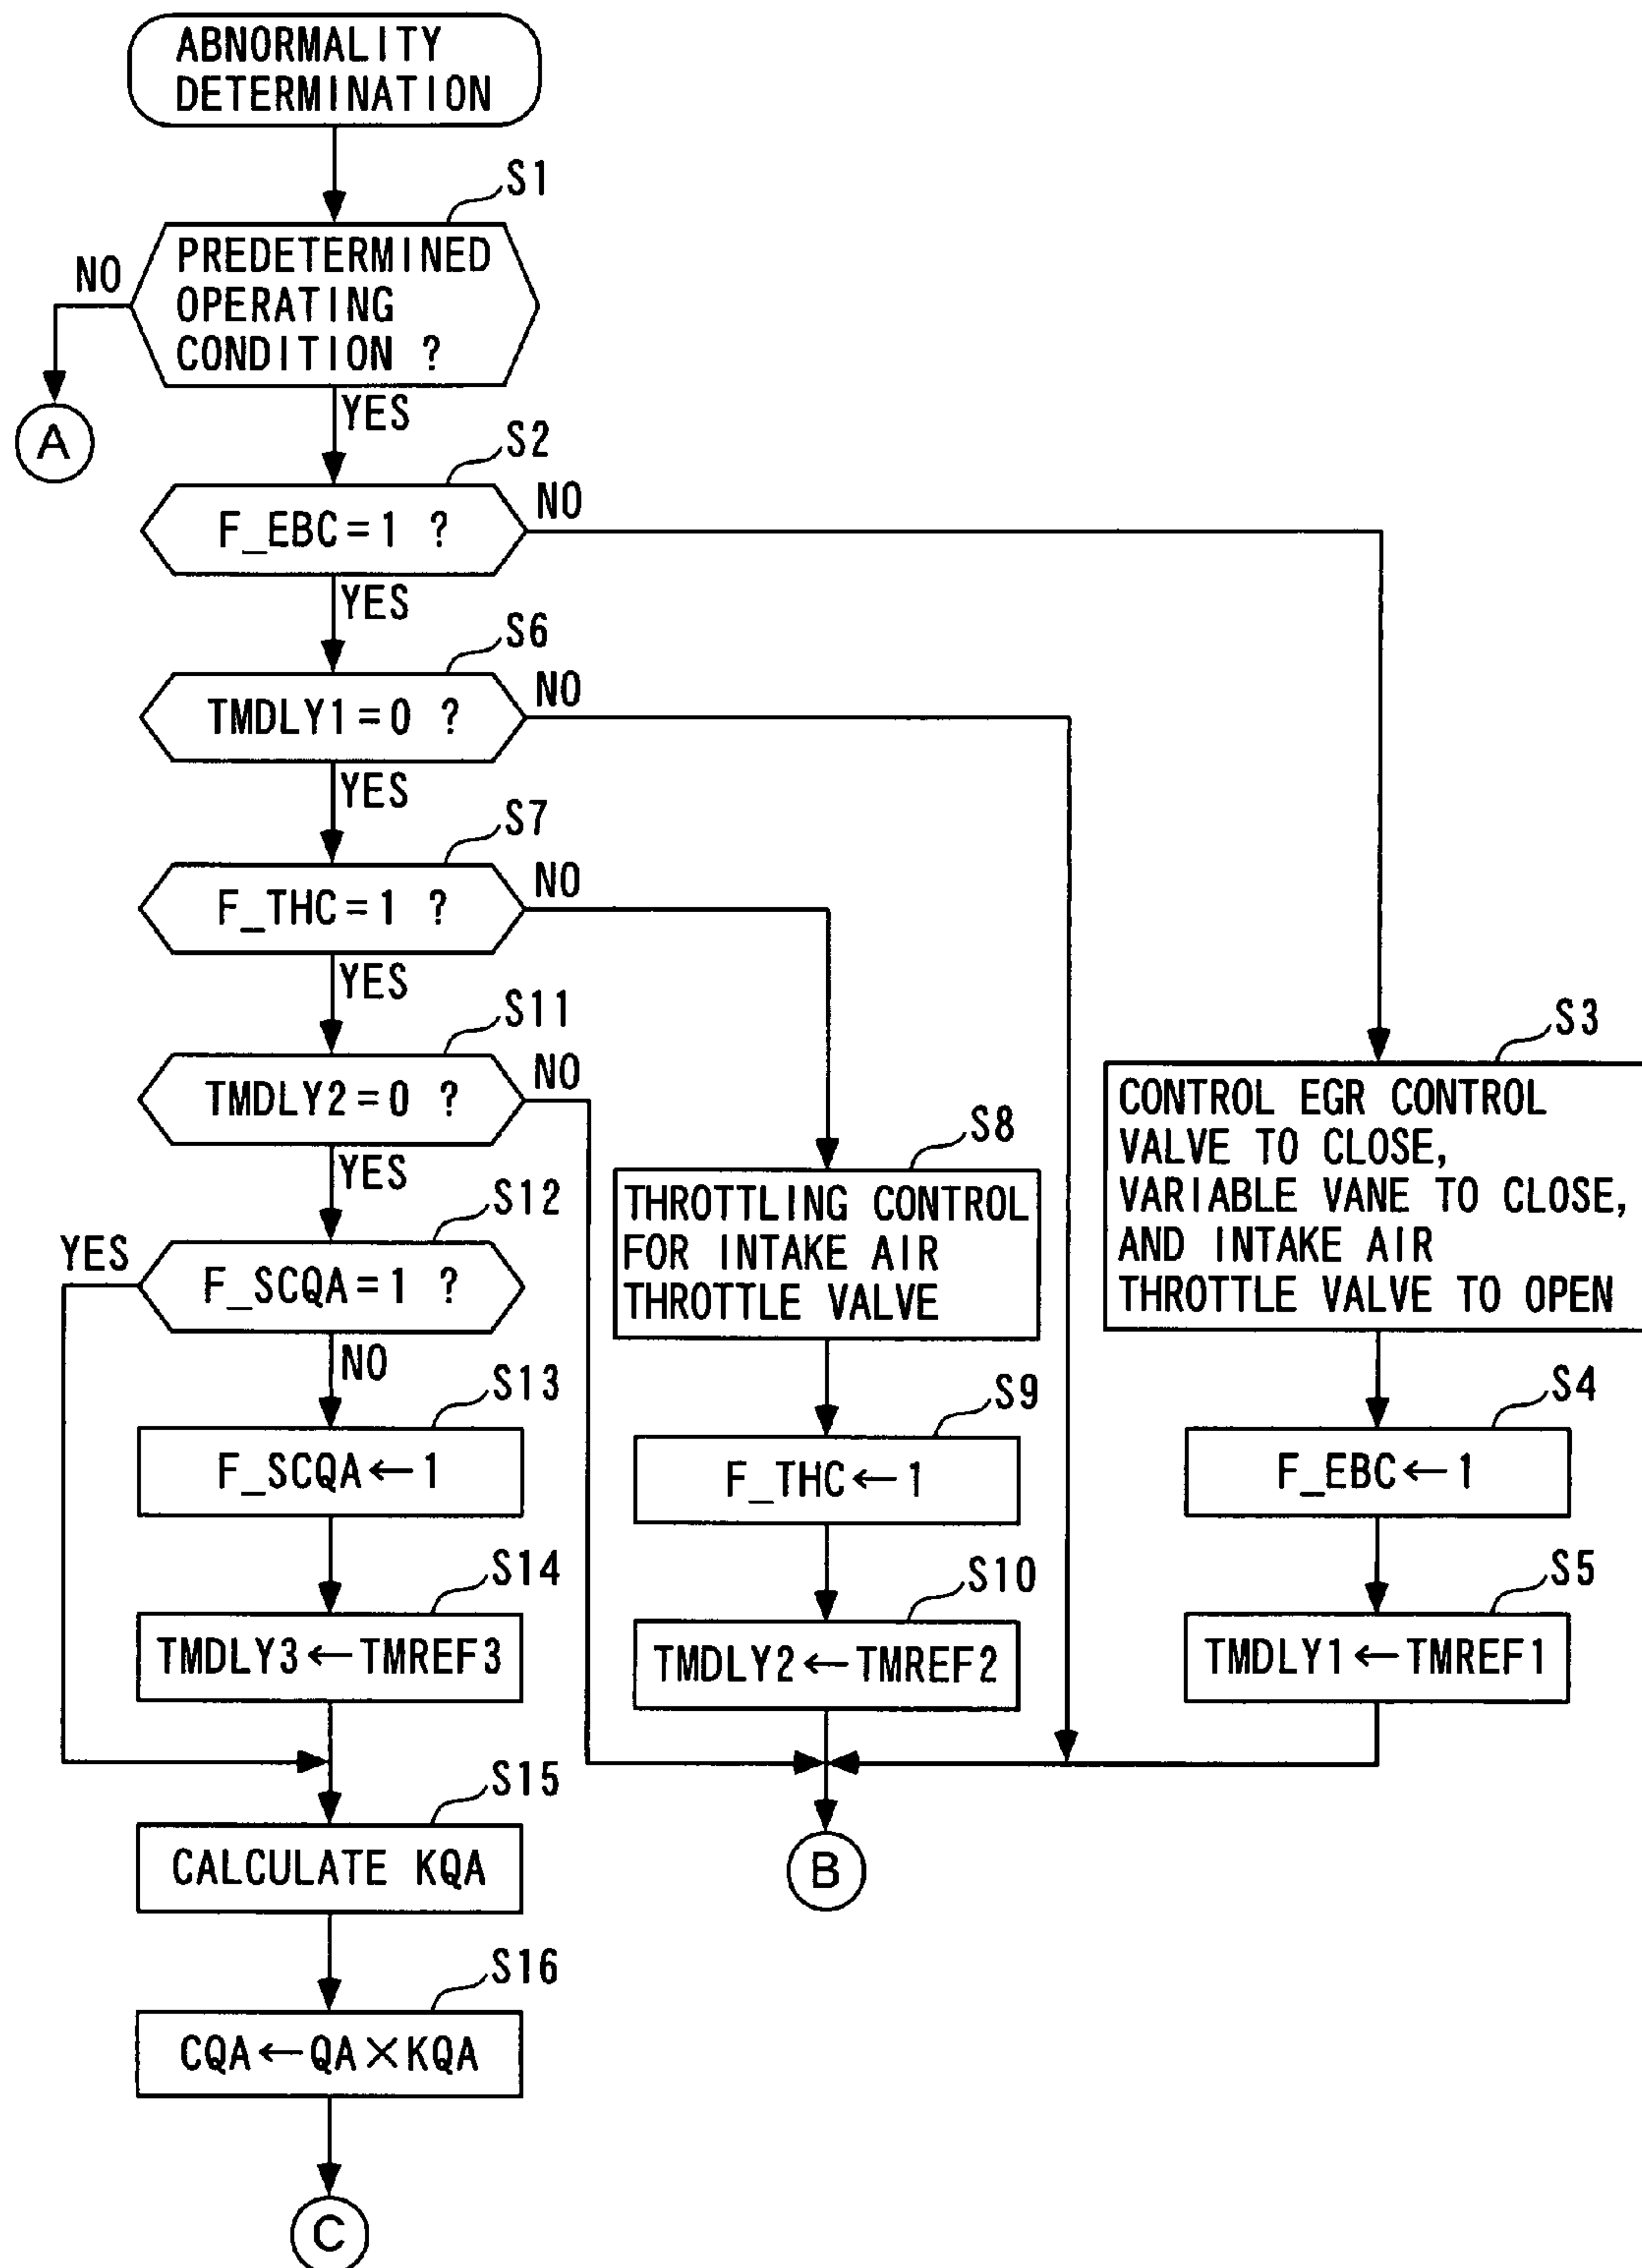 ABNORMALITY
DETERMINATION
S1
PREDETERMINED
OPERATING
CONDITION ?
NO
A
YES
S2
F_EBC=1 ?
NO
YES
S6
TMDLY1=0 ?
NO
YES
S7
F_THC=1 ?
NO
YES
S11
TMDLY2=0 ?
NO
YES
S12
F_SCQA=1 ?
YES
NO
S13
F_SCQA←1
S14
TMDLY3←TMREF3
S15
CALCULATE KQA
S16
CQA←QA×KQA
C
S8
THROTTLING CONTROL
FOR INTAKE AIR
THROTTLE VALVE
S9
F_THC←1
S10
TMDLY2←TMREF2
B
S3
CONTROL EGR CONTROL
VALVE TO CLOSE,
VARIABLE VANE TO CLOSE,
AND INTAKE AIR
THROTTLE VALVE TO OPEN
S4
F_EBC←1
S5
TMDLY1←TMREF1